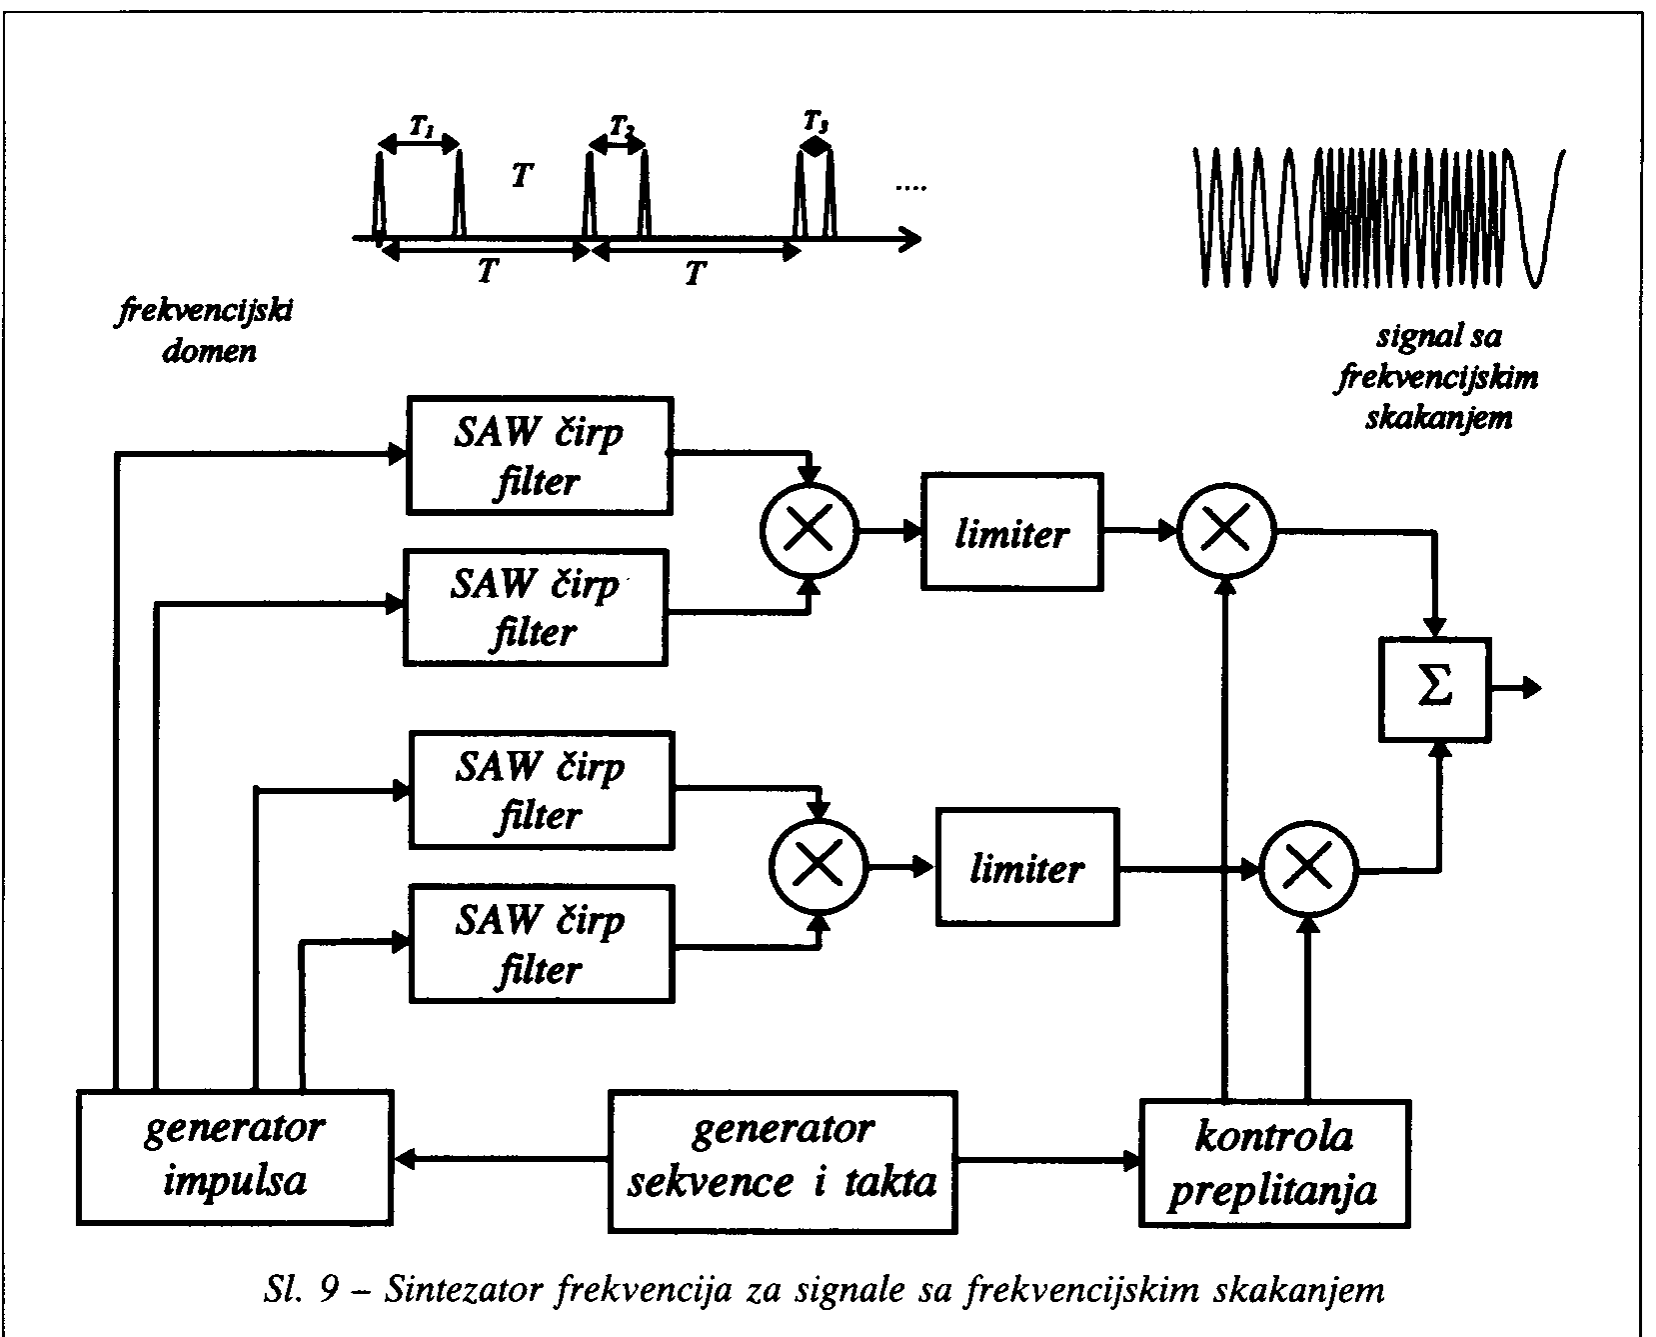 T1
T2
T3
T
....
T
T
frekvencijski
domen
signal sa
frekvencijskim
skakanjem
SAW čirp
filter
SAW čirp
filter
limiter
Σ
SAW čirp
filter
limiter
SAW čirp
filter
generator
impulsa
generator
sekvence i takta
kontrola
preplitanja
Sl. 9 – Sintezator frekvencija za signale sa frekvencijskim skakanjem